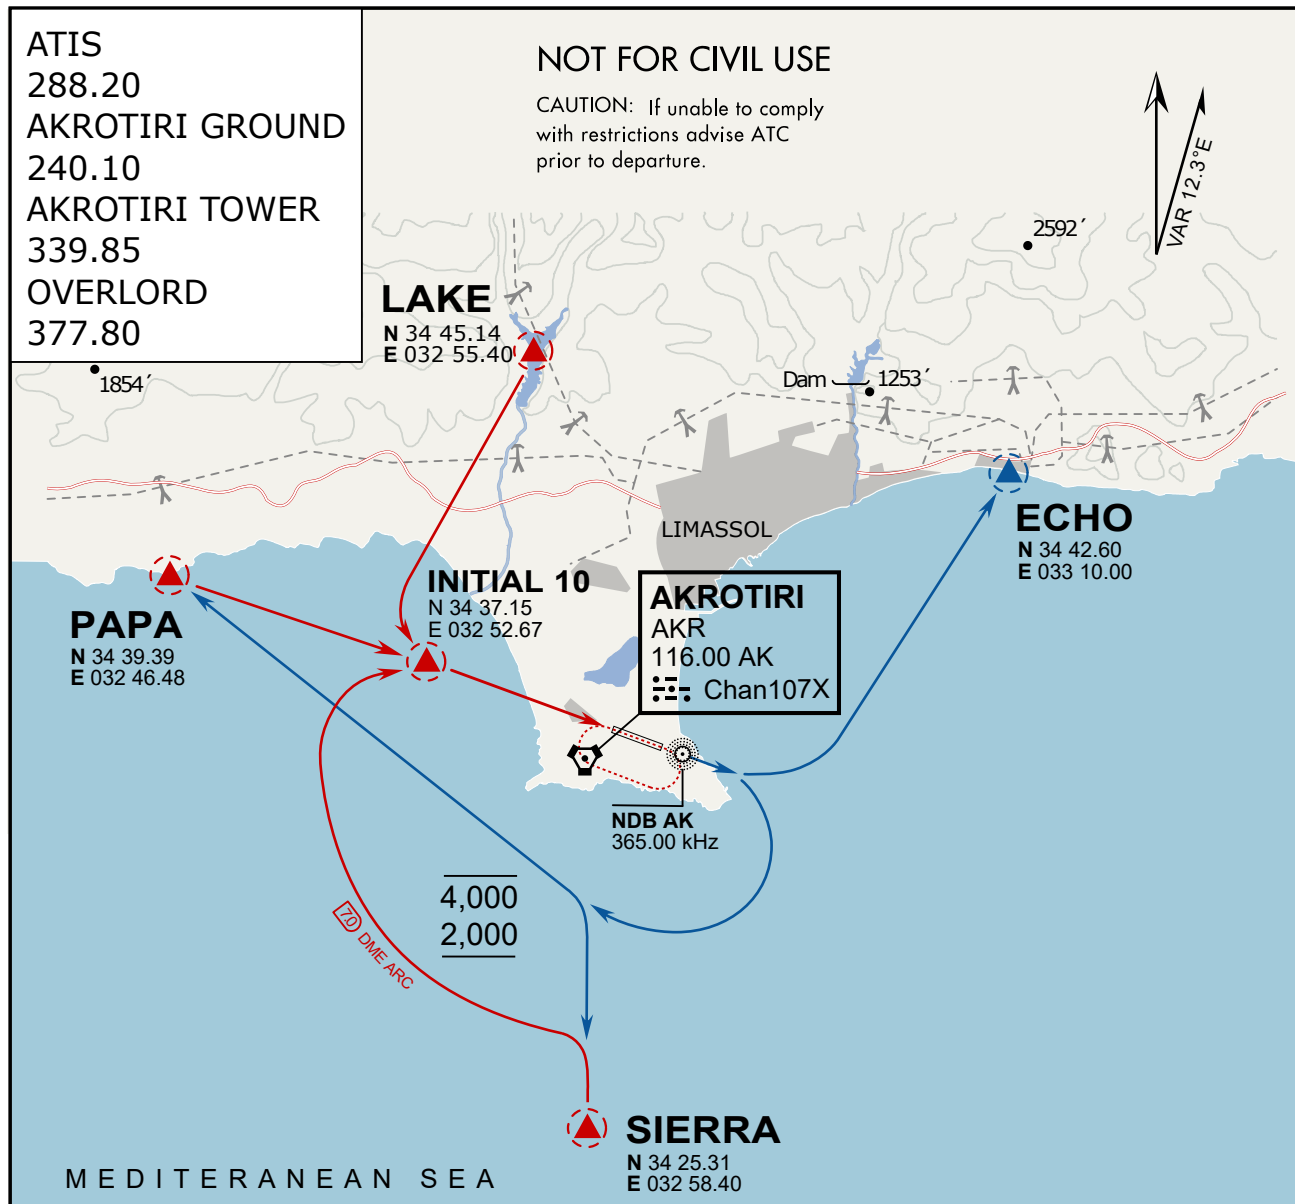 ATIS
288.20
AKROTIRI GROUND
240.10
AKROTIRI TOWER
339.85
OVERLORD
377.80
NOT FOR CIVIL USE
CAUTION: If unable to comply
with restrictions advise ATC
prior to departure.
VAR 12.3°E
2592´
LAKE
N 34 45.14
E 032 55.40
1854´
Dam
1253´
LIMASSOL
ECHO
N 34 42.60
E 033 10.00
INITIAL 10
N 34 37.15
E 032 52.67
PAPA
N 34 39.39
E 032 46.48
AKROTIRI
AKR
116.00 AK
Chan107X
NDB AK
365.00 kHz
4,000
2,000
7.0 DME ARC
SIERRA
N 34 25.31
E 032 58.40
MEDITERANEAN SEA